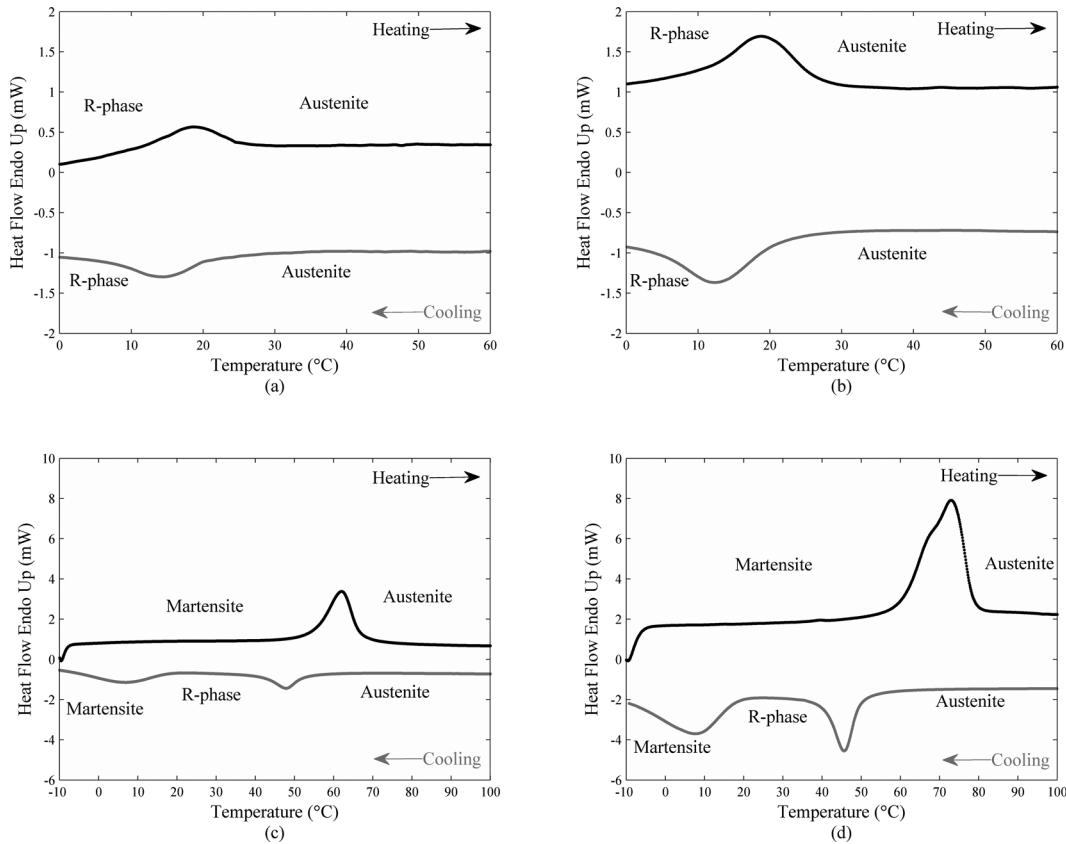 2
1.5
1
0.5
0
-0.5
-1
-1.5
-2
Heat Flow Endo Up (mW)
Heating
R-phase
Austenite
R-phase
Austenite
Cooling
0 10 20 30 40 50 60
Temperature (°C)
(a)
2
1.5
1
0.5
0
-0.5
-1
-1.5
-2
Heat Flow Endo Up (mW)
Heating
R-phase
Austenite
R-phase
Austenite
Cooling
0 10 20 30 40 50 60
Temperature (°C)
(b)
10
8
6
4
2
0
-2
-4
-6
Heat Flow Endo Up (mW)
Heating
Martensite
Austenite
Martensite
R-phase
Austenite
Cooling
-10 0 10 20 30 40 50 60 70 80 90 100
Temperature (°C)
(c)
10
8
6
4
2
0
-2
-4
-6
Heat Flow Endo Up (mW)
Heating
Martensite
Austenite
Martensite
R-phase
Austenite
Cooling
-10 0 10 20 30 40 50 60 70 80 90 100
Temperature (°C)
(d)